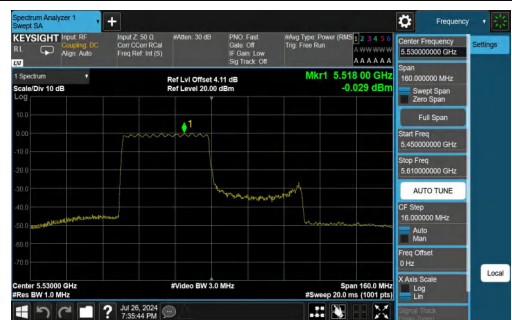 Spectrum Analyzer 1
Swept SA
Frequency
KEYSIGHT
RL
Input: RF
Coupling: DC
Align: Auto
Input Z: 50 Ω
Corr CCorr RCal
Freq Ref: Int (S)
#Atten: 30 dB
PNO: Fast
Gate: Off
IF Gain: Low
Sig Track: Off
#Avg Type: Power (RMS
Trig: Free Run
1 2 3 4 5 6
A W W W W W
A A A A A A
LXI
1 Spectrum
Scale/Div 10 dB
Ref Lvl Offset 4.11 dB
Ref Level 20.00 dBm
Mkr1 5.518 00 GHz
-0.029 dBm
Log
10.0
0.00
-10.0
-20.0
-30.0
-40.0
-50.0
-60.0
-70.0
1
Center 5.53000 GHz
#Res BW 1.0 MHz
#Video BW 3.0 MHz
Span 160.0 MHz
#Sweep 20.0 ms (1001 pts)
Center Frequency
5.530000000 GHz
Span
160.000000 MHz
Swept Span
Zero Span
Full Span
Start Freq
5.450000000 GHz
Stop Freq
5.610000000 GHz
AUTO TUNE
CF Step
16.000000 MHz
Auto
Man
Freq Offset
0 Hz
X Axis Scale
Log
Lin
Signal Track
Settings
Local
?
Jul 26, 2024
7:35:44 PM